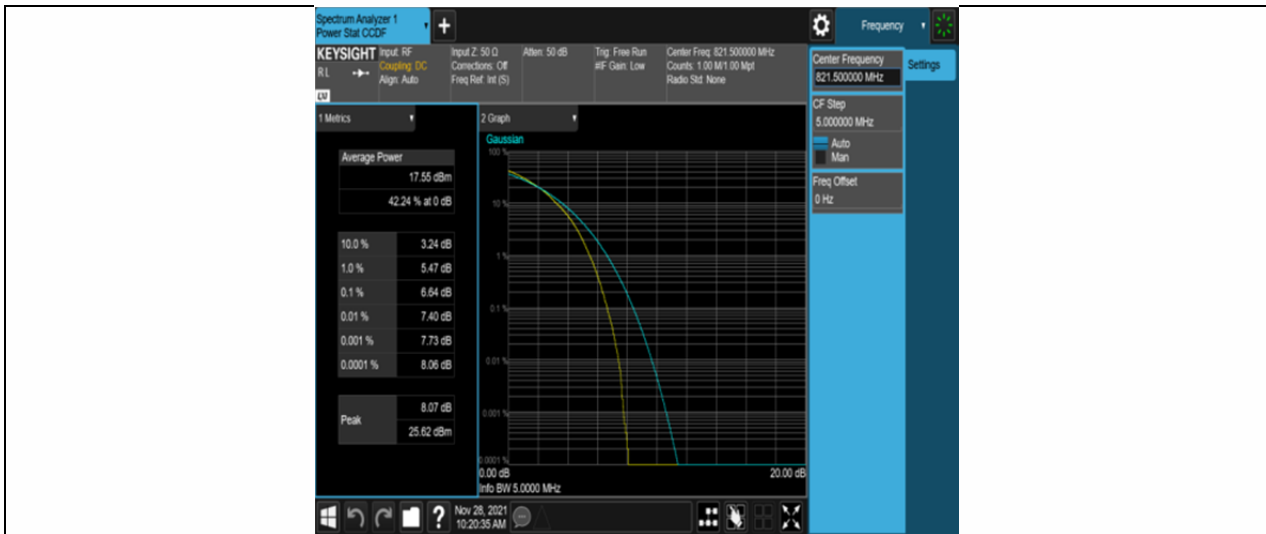 Spectrum Analyzer 1
Power Stat CCDF
Frequency
KEYSIGHT
Input: RF
Coupling: DC
Align: Auto
Input Z: 50 Ω
Corrections: Off
Freq Ref: Int (S)
Atten: 50 dB
Trig: Free Run
#IF Gain: Low
Center Freq: 821.500000 MHz
Counts: 1.00 M/1.00 Mpt
Radio Std: None
R L
Center Frequency
821.500000 MHz
Settings
CF Step
5.000000 MHz
Auto
Man
Freq Offset
0 Hz
1 Metrics
Average Power
17.55 dBm
42.24 % at 0 dB
10.0 % 3.24 dB
1.0 % 5.47 dB
0.1 % 6.64 dB
0.01 % 7.40 dB
0.001 % 7.73 dB
0.0001 % 8.06 dB
Peak
8.07 dB
25.62 dBm
2 Graph
Gaussian
100 %
10 %
1 %
0.1 %
0.01 %
0.001 %
0.0001 %
0.00 dB 20.00 dB
Info BW 5.0000 MHz
?
Nov 28, 2021
10:20:35 AM